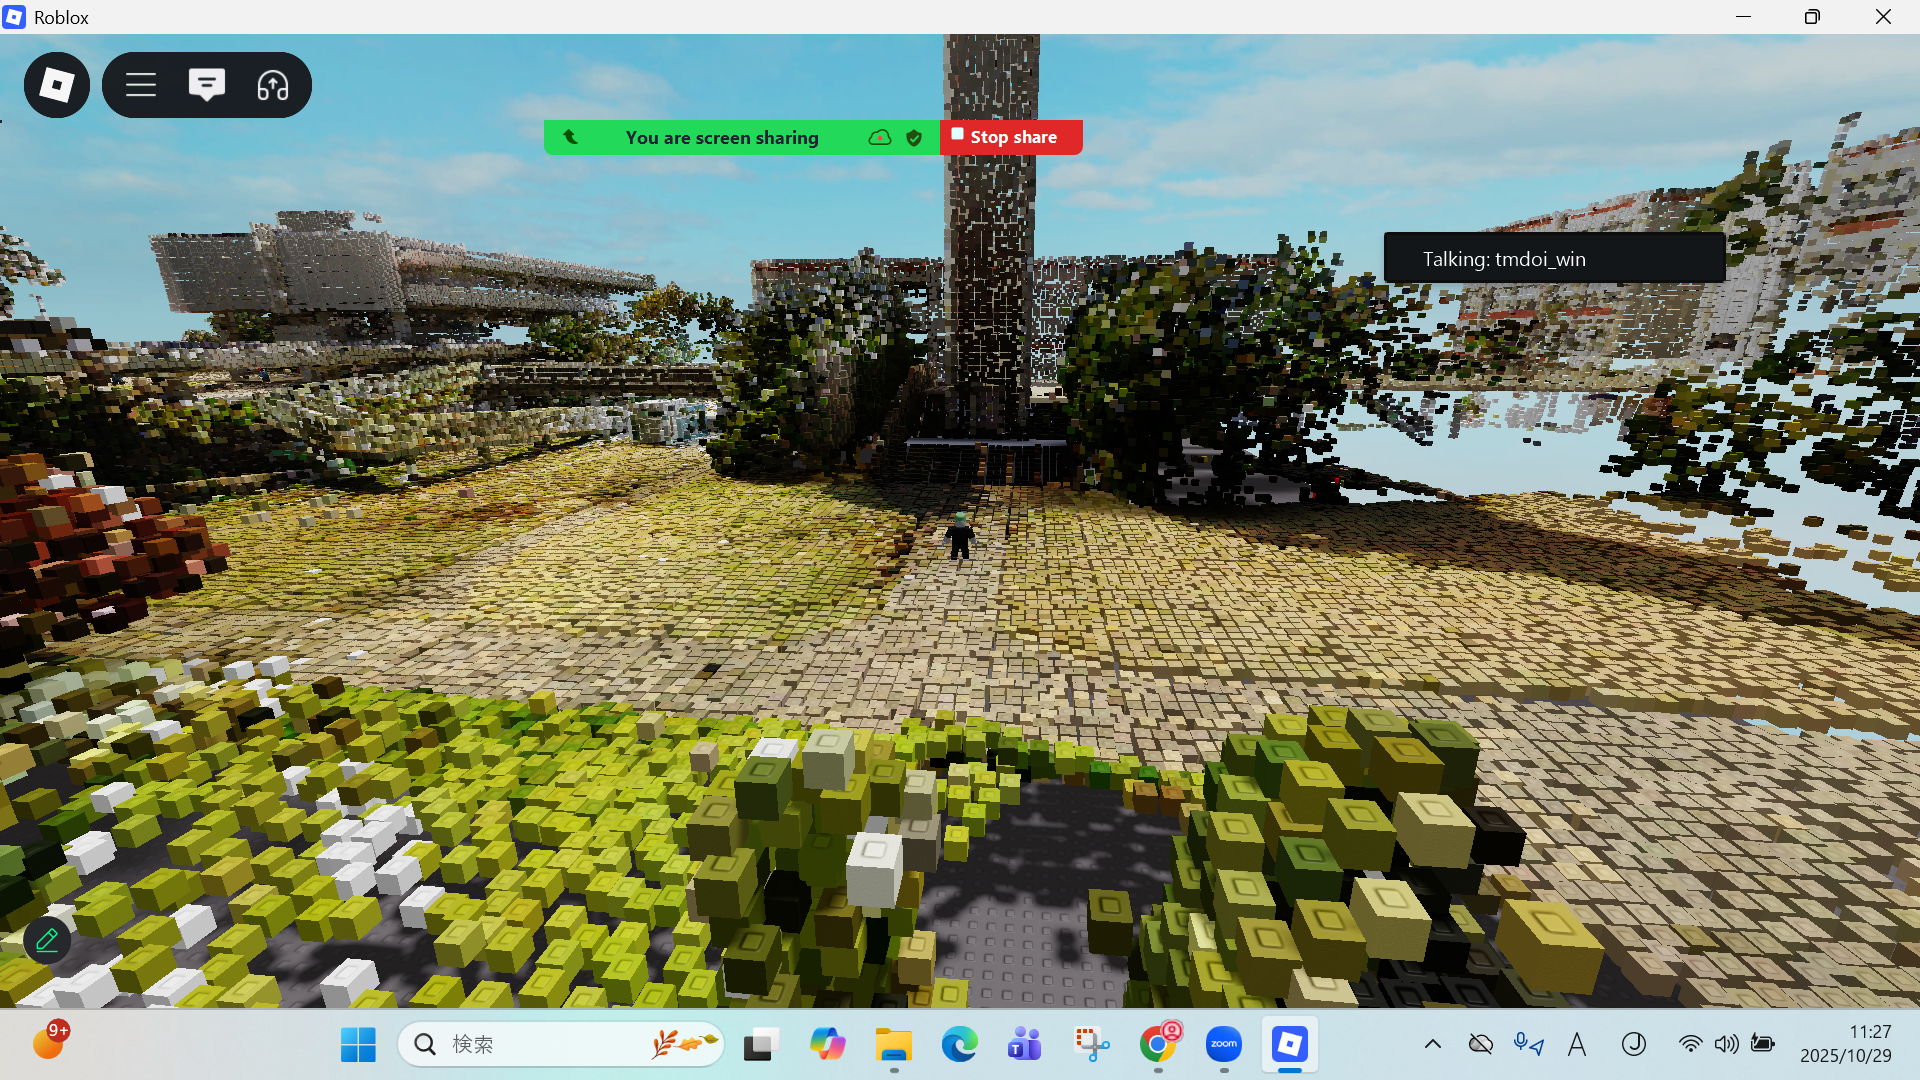 Roblox
You are screen sharing
Stop share
Talking: tmdoi_win
9+
検索
T
zoom
A
J
11:27
2025/10/29